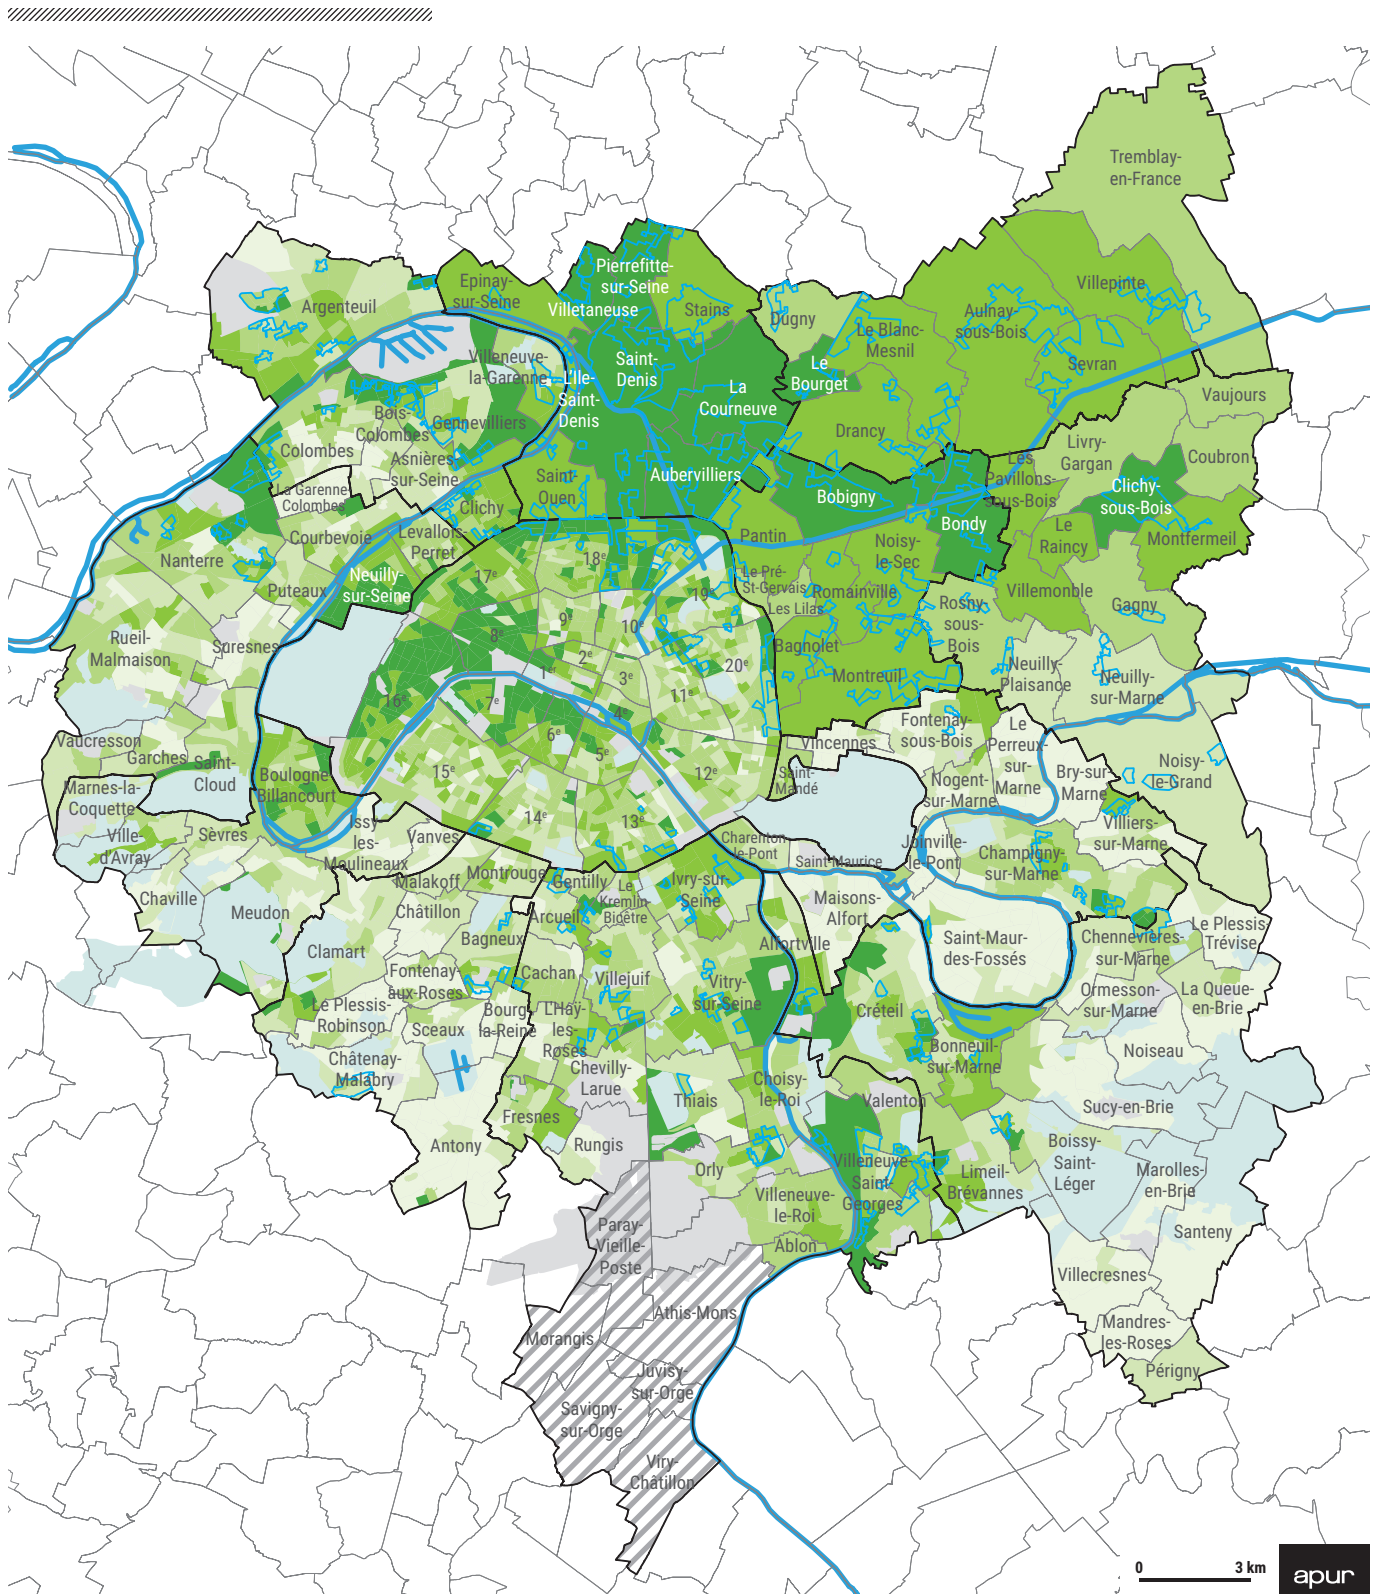 Tremblay-
en-France
Pierrefitte-
sur-Seine
Epinay-
sur-Seine
Villepinte
Argenteuil
Villetaneuse
Stains
Dugny
Aulnay-
sous-Bois
Le Blanc-
Mesnil
Villeneuve-
la-Garenne
Saint-
Denis
Le
Bourget
Sevran
L'Ile-
Saint-
Denis
La
Courneuve
Vaujours
Bois-
Colombes
Gennevilliers
Drancy
Colombes
Livry-
Gargan
Coubron
Asnières-
sur-Seine
Saint-
Ouen
Aubervilliers
Les
Pavillons-
sous-Bois
La Garenne-
Colombes
Bobigny
Clichy-
sous-Bois
Clichy
Bondy
Courbevoie
Levallois-
Perret
Pantin
Le
Raincy
Montfermeil
Nanterre
18e
Noisy-
le-Sec
Neuilly-
sur-Seine
17e
Le Pré-
St-Gervais
Puteaux
19e
Romainville
Villemomble
Les Lilas
Rosny-
sous-
Bois
Gagny
Rueil-
Malmaison
Suresnes
8e
9e
10e
2e
1er
3e
20e
Bagnolet
Montreuil
Neuilly-
Plaisance
Neuilly-
sur-Marne
16e
7e
4e
11e
6e
5e
Vaucresson
Garches
Saint-
Cloud
Boulogne-
Billancourt
15e
12e
Vincennes
Saint-
Mandé
Fontenay-
sous-Bois
Le
Perreux-
sur-
Marne
Noisy-
le-Grand
Marnes-la-
Coquette
Nogent-
sur-Marne
Bry-sur-
Marne
14e
13e
Ville-
d'Avray
Sèvres
Issy-
les-
Moulineaux
Vanves
Charenton-
le-Pont
Saint-Maurice
Joinville-
le-Pont
Champigny-
sur-Marne
Villiers-
sur-Marne
Malakoff
Montrouge
Gentilly
Le
Kremlin-
Bicêtre
Ivry-sur-
Seine
Chaville
Meudon
Châtillon
Arcueil
Maisons-
Alfort
Clamart
Bagneux
Alfortville
Saint-Maur-
des-Fossés
Chennevières-
sur-Marne
Le Plessis-
Trévise
Fontenay-
aux-Roses
Cachan
Villejuif
Vitry-
sur-Seine
Le Plessis-
Robinson
Sceaux
Bourg-
la-Reine
L'Haÿ-
les-
Roses
Créteil
Ormesson-
sur-Marne
La Queue-
en-Brie
Châtenay-
Malabry
Chevilly-
Larue
Bonneuil-
sur-Marne
Noiseau
Thiais
Choisy-
le-Roi
Valenton
Sucy-en-Brie
Fresnes
Antony
Rungis
Orly
Villeneuve-
Saint-
Georges
Limeil-
Brévannes
Boissy-
Saint-
Léger
Marolles-
en-Brie
Villeneuve-
le-Roi
Paray-
Vieille-
Poste
Ablon
Santeny
Villecresnes
Athis-Mons
Morangis
Mandres-
les-Roses
Juvisy-
sur-Orge
Périgny
Savigny-
sur-Orge
Viry-
Châtillon
0 3 km
apur